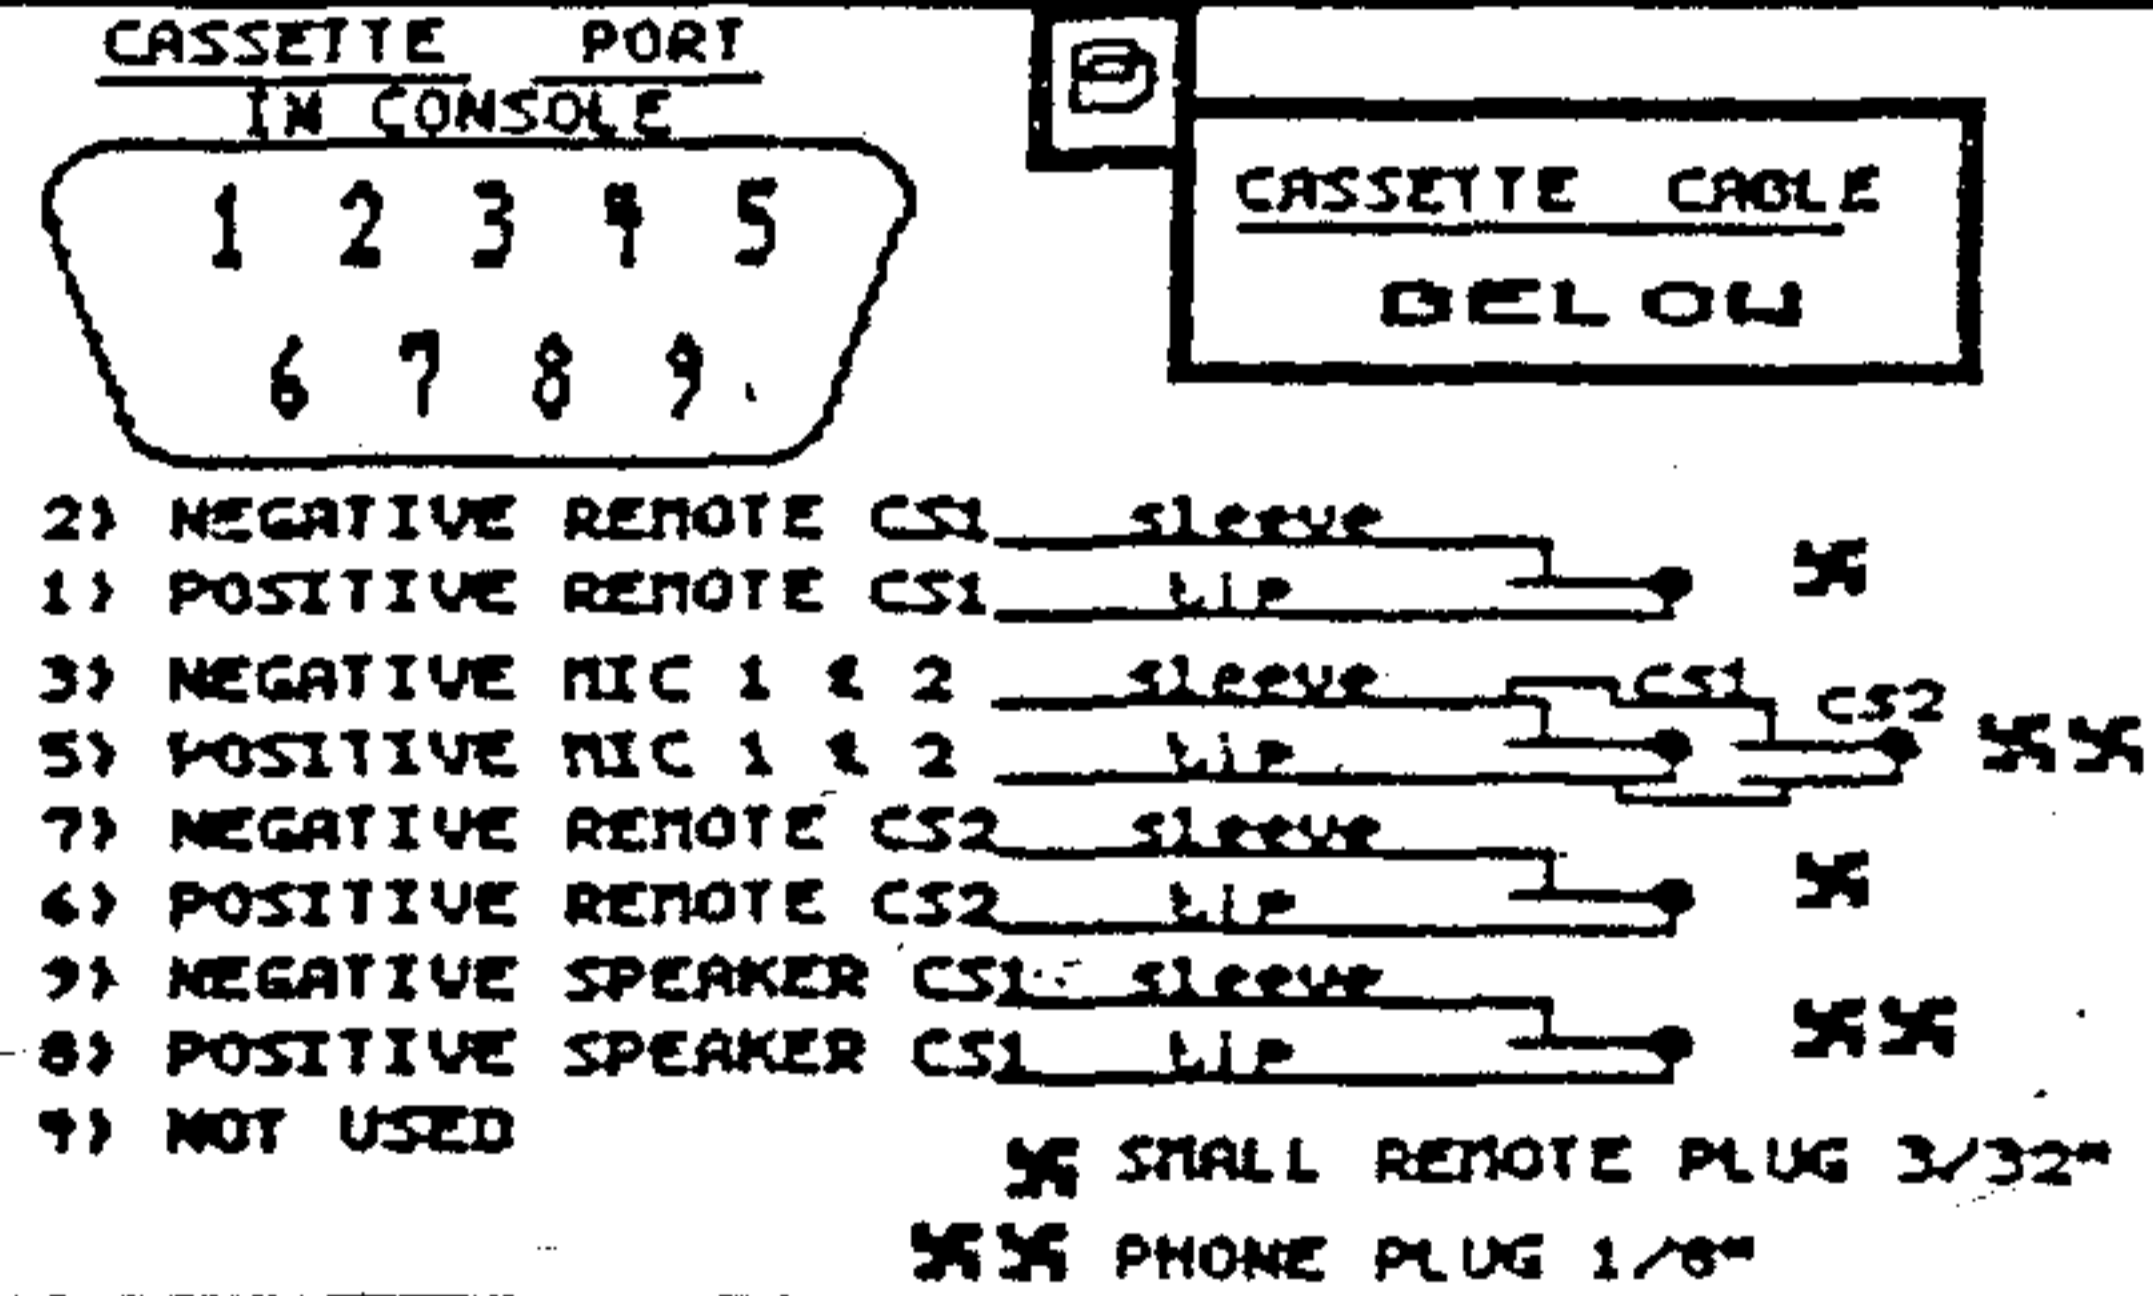 CASSETTE PORT
IN CONSOLE
1 2 3 4 5
6 7 8 9
B
CASSETTE CABLE
BELOW
2) NEGATIVE REMOTE CS1 sleeve
1) POSITIVE REMOTE CS1 tip
3) NEGATIVE MIC 1 & 2 sleeve CS1 CS2
5) POSITIVE MIC 1 & 2 tip
7) NEGATIVE REMOTE CS2 sleeve
6) POSITIVE REMOTE CS2 tip
9) NEGATIVE SPEAKER CS1 sleeve
8) POSITIVE SPEAKER CS1 tip
4) NOT USED
SMALL REMOTE PLUG 3/32"
PHONE PLUG 1/8"